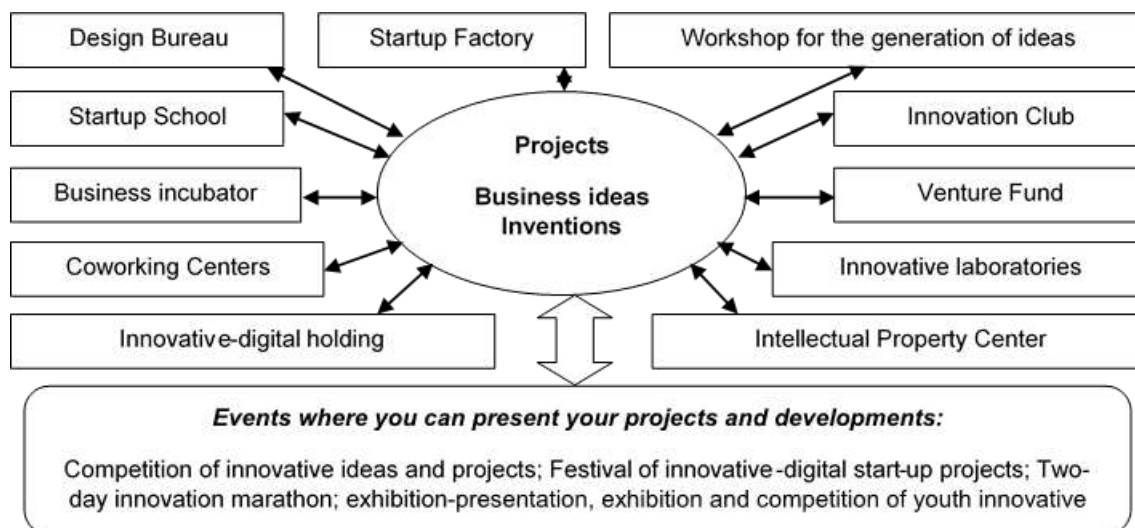 Design Bureau
Startup Factory
Workshop for the generation of ideas
Startup School
Innovation Club
Business incubator
Venture Fund
Coworking Centers
Innovative laboratories
Innovative-digital holding
Intellectual Property Center
Projects
Business ideas
Inventions
Events where you can present your projects and developments:
Competition of innovative ideas and projects; Festival of innovative-digital start-up projects; Two-
day innovation marathon; exhibition-presentation, exhibition and competition of youth innovative